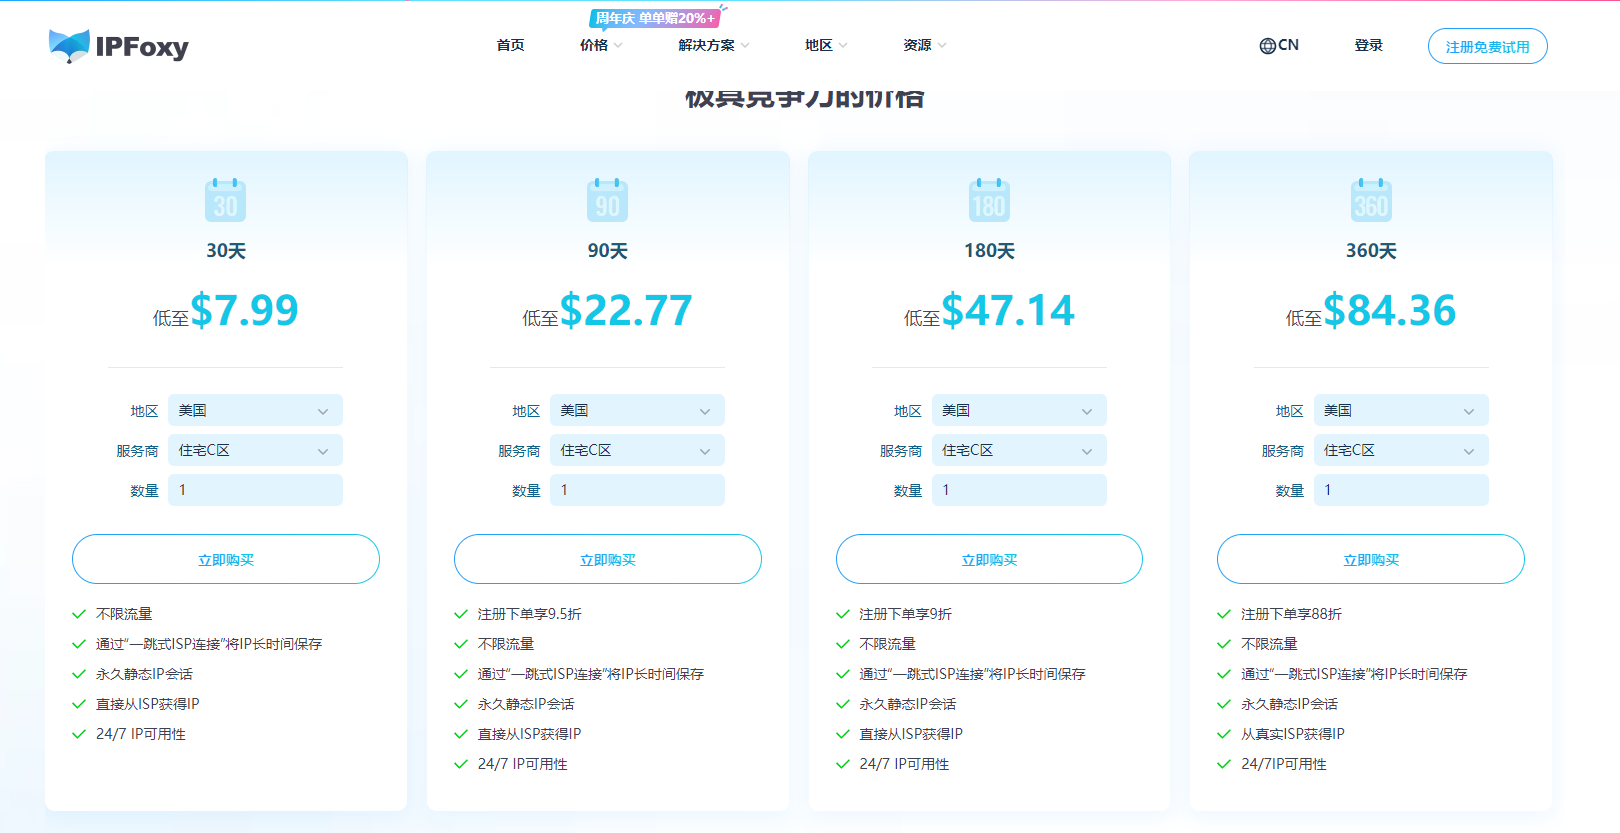 周年庆 单单赠20%+
IPFoxy 首页 价格 解决方案 地区 资源 CN 登录 注册免费试用
极具竞争力的价格
30 90 180 360
30天 90天 180天 360天
低至$7.99 低至$22.77 低至$47.14 低至$84.36
地区 美国 地区 美国 地区 美国 地区 美国
服务商 住宅C区 服务商 住宅C区 服务商 住宅C区 服务商 住宅C区
数量 1 数量 1 数量 1 数量 1
立即购买 立即购买 立即购买 立即购买
不限流量 注册下单享9.5折 注册下单享9折 注册下单享88折
通过“一跳式ISP连接”将IP长时间保存 不限流量 不限流量 不限流量
永久静态IP会话 通过“一跳式ISP连接”将IP长时间保存 通过“一跳式ISP连接”将IP长时间保存 通过“一跳式ISP连接”将IP长时间保存
直接从ISP获得IP 永久静态IP会话 永久静态IP会话 永久静态IP会话
24/7 IP可用性 直接从ISP获得IP 直接从ISP获得IP 从真实ISP获得IP
24/7 IP可用性 24/7 IP可用性 24/7IP可用性